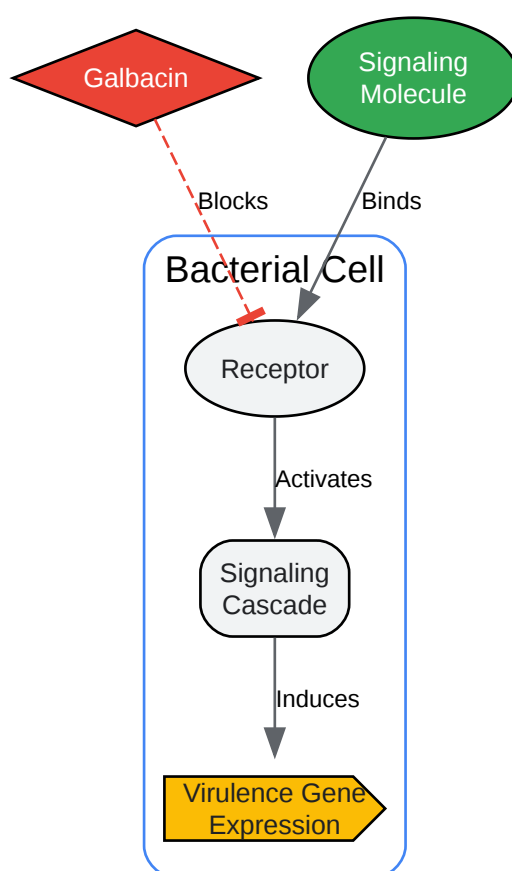 Galbacin
Signaling
Molecule
Blocks
Binds
Bacterial Cell
Receptor
Activates
Signaling
Cascade
Induces
Virulence Gene
Expression